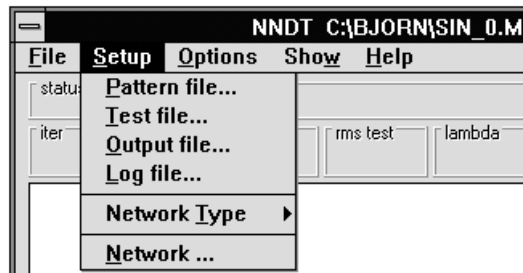 NNDT C:\BJORN\SIN_0.M
File Setup Options Show Help
statu
Pattern file...
Test file...
Output file...
Log file...
Network Type
Network ...
iter
rms test
lambda